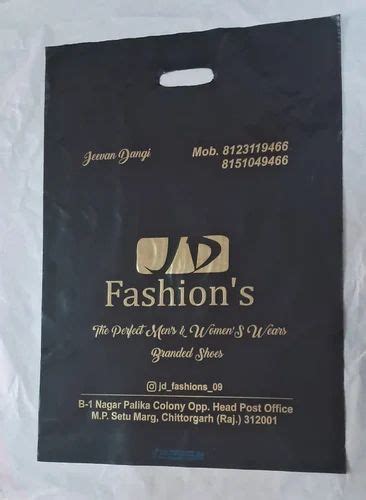 Jeevan Dangi
Mob. 8123119466
8151049466
JD
Fashion's
The Perfect Men's & Women'S Wears
Branded Shoes
jd_fashions_09
B-1 Nagar Palika Colony Opp. Head Post Office
M.P. Setu Marg, Chittorgarh (Raj.) 312001